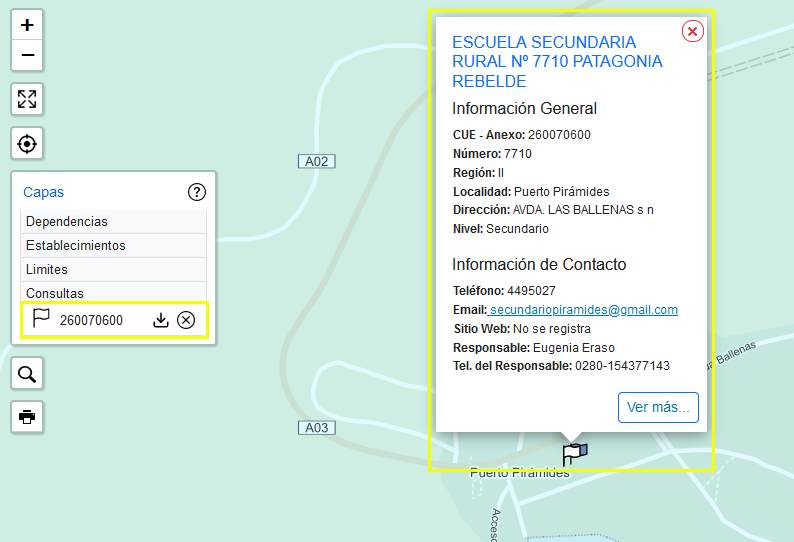 +
−
Capas
?
Dependencias
Establecimientos
Limites
Consultas
260070600
A02
A03
ESCUELA SECUNDARIA
RURAL Nº 7710 PATAGONIA
REBELDE
Información General
CUE - Anexo: 260070600
Número: 7710
Región: II
Localidad: Puerto Pirámides
Dirección: AVDA. LAS BALLENAS s n
Nivel: Secundario
Información de Contacto
Teléfono: 4495027
Email: secundariopiramides@gmail.com
Sitio Web: No se registra
Responsable: Eugenia Eraso
Tel. del Responsable: 0280-154377143
Ver más...
Ballenas
Puerto Pirámides
Acceso